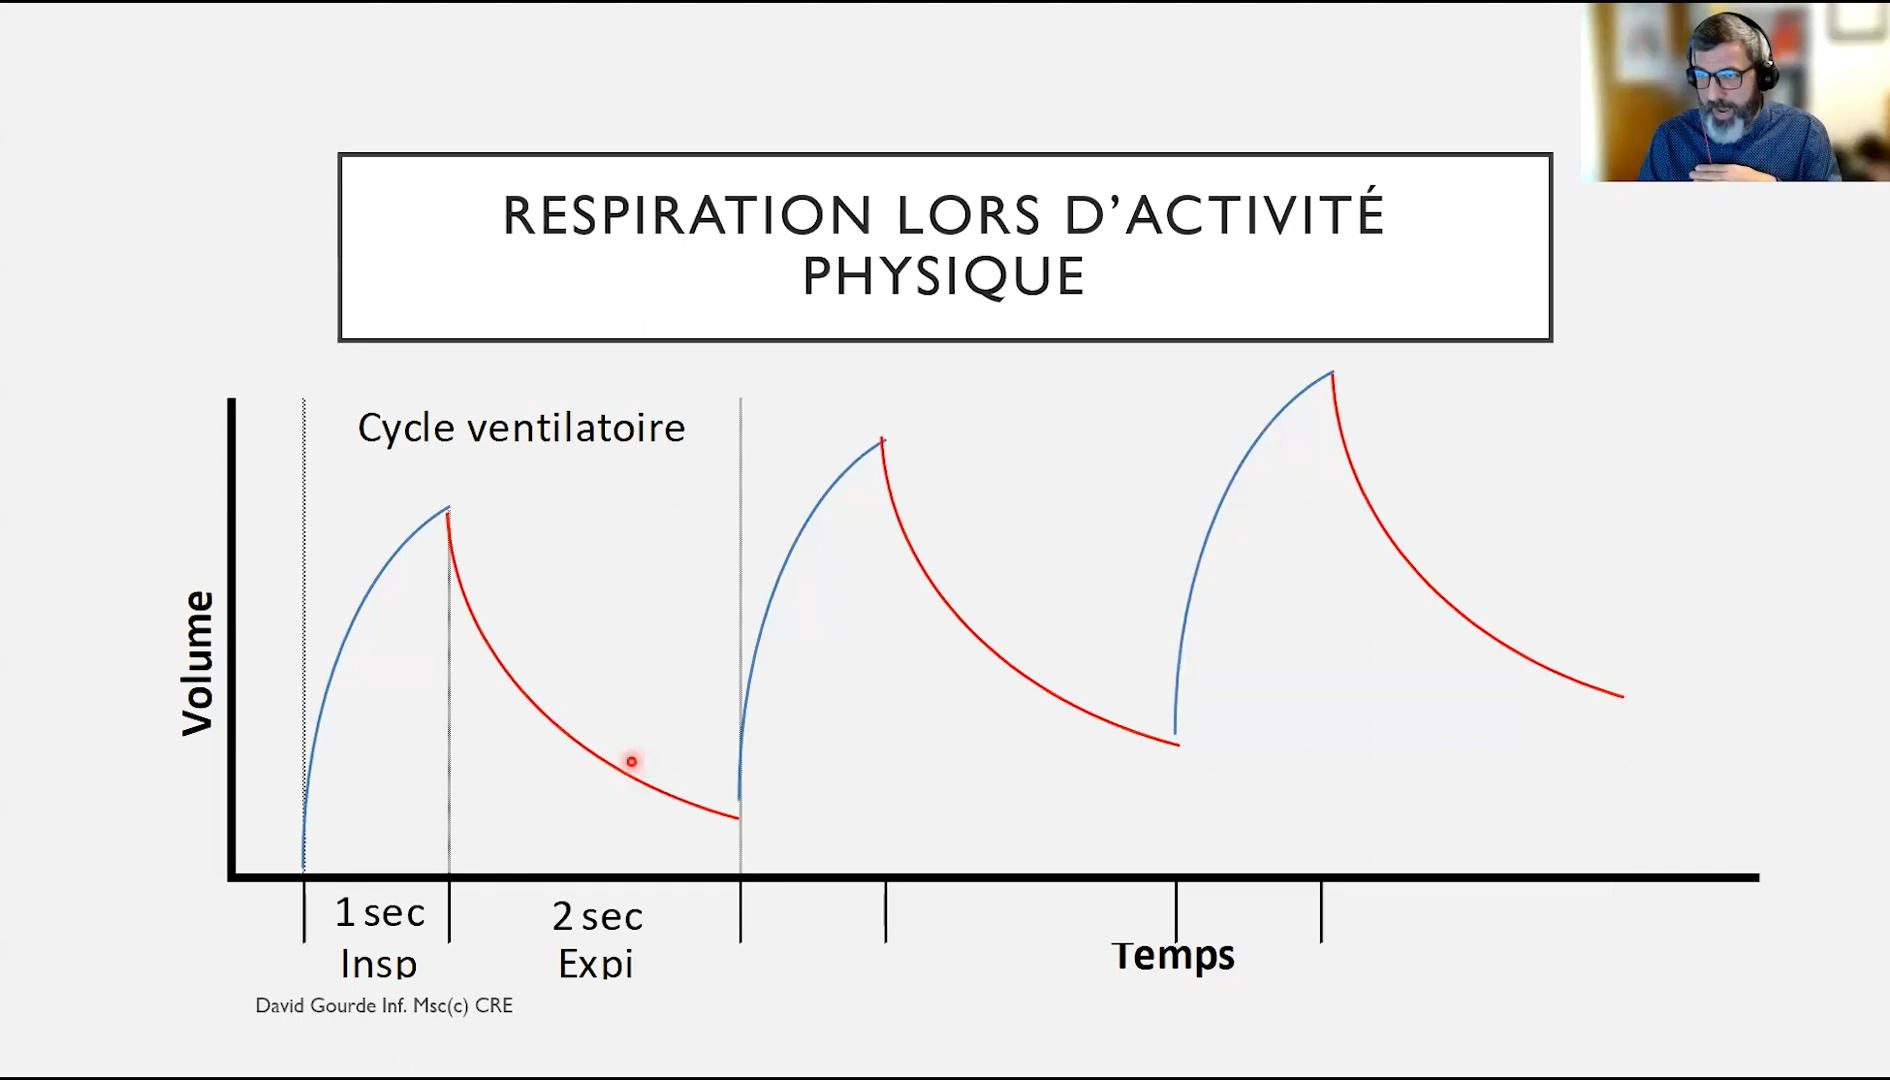 RESPIRATION LORS D’ACTIVITÉ
PHYSIQUE
Cycle ventilatoire
Volume
1 sec
Insp
2 sec
Expi
Temps
David Gourde Inf. Msc(c) CRE